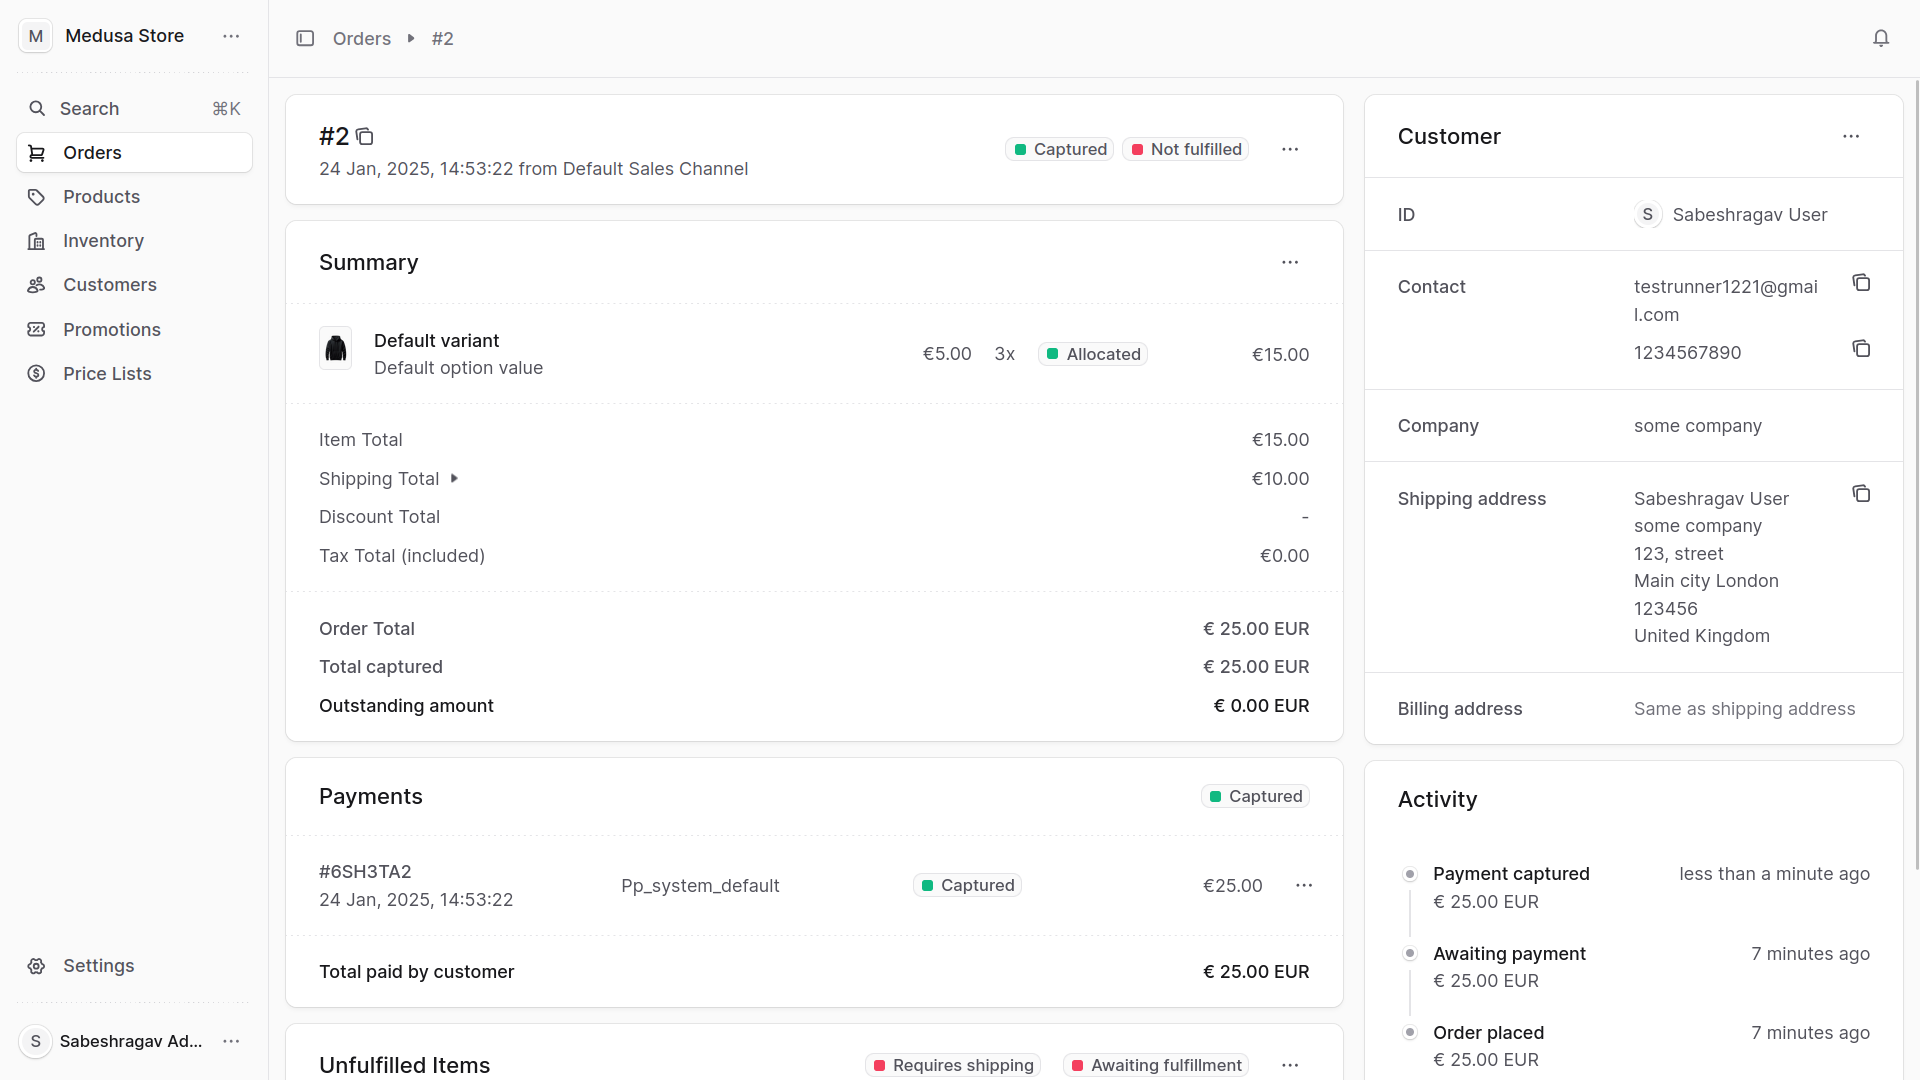 M Medusa Store
Search ⌘K
Orders
Products
Inventory
Customers
Promotions
Price Lists
Settings
S Sabeshragav Ad...
Orders #2
#2
24 Jan, 2025, 14:53:22 from Default Sales Channel
Captured Not fulfilled
Summary
Default variant
Default option value
€5.00 3x Allocated €15.00
Item Total €15.00
Shipping Total €10.00
Discount Total -
Tax Total (included) €0.00
Order Total € 25.00 EUR
Total captured € 25.00 EUR
Outstanding amount € 0.00 EUR
Payments Captured
#6SH3TA2
24 Jan, 2025, 14:53:22
Pp_system_default Captured €25.00
Total paid by customer € 25.00 EUR
Unfulfilled Items Requires shipping Awaiting fulfillment
Customer
ID S Sabeshragav User
Contact testrunner1221@gmai
l.com
1234567890
Company some company
Shipping address Sabeshragav User
some company
123, street
Main city London
123456
United Kingdom
Billing address Same as shipping address
Activity
Payment captured less than a minute ago
€ 25.00 EUR
Awaiting payment 7 minutes ago
€ 25.00 EUR
Order placed 7 minutes ago
€ 25.00 EUR